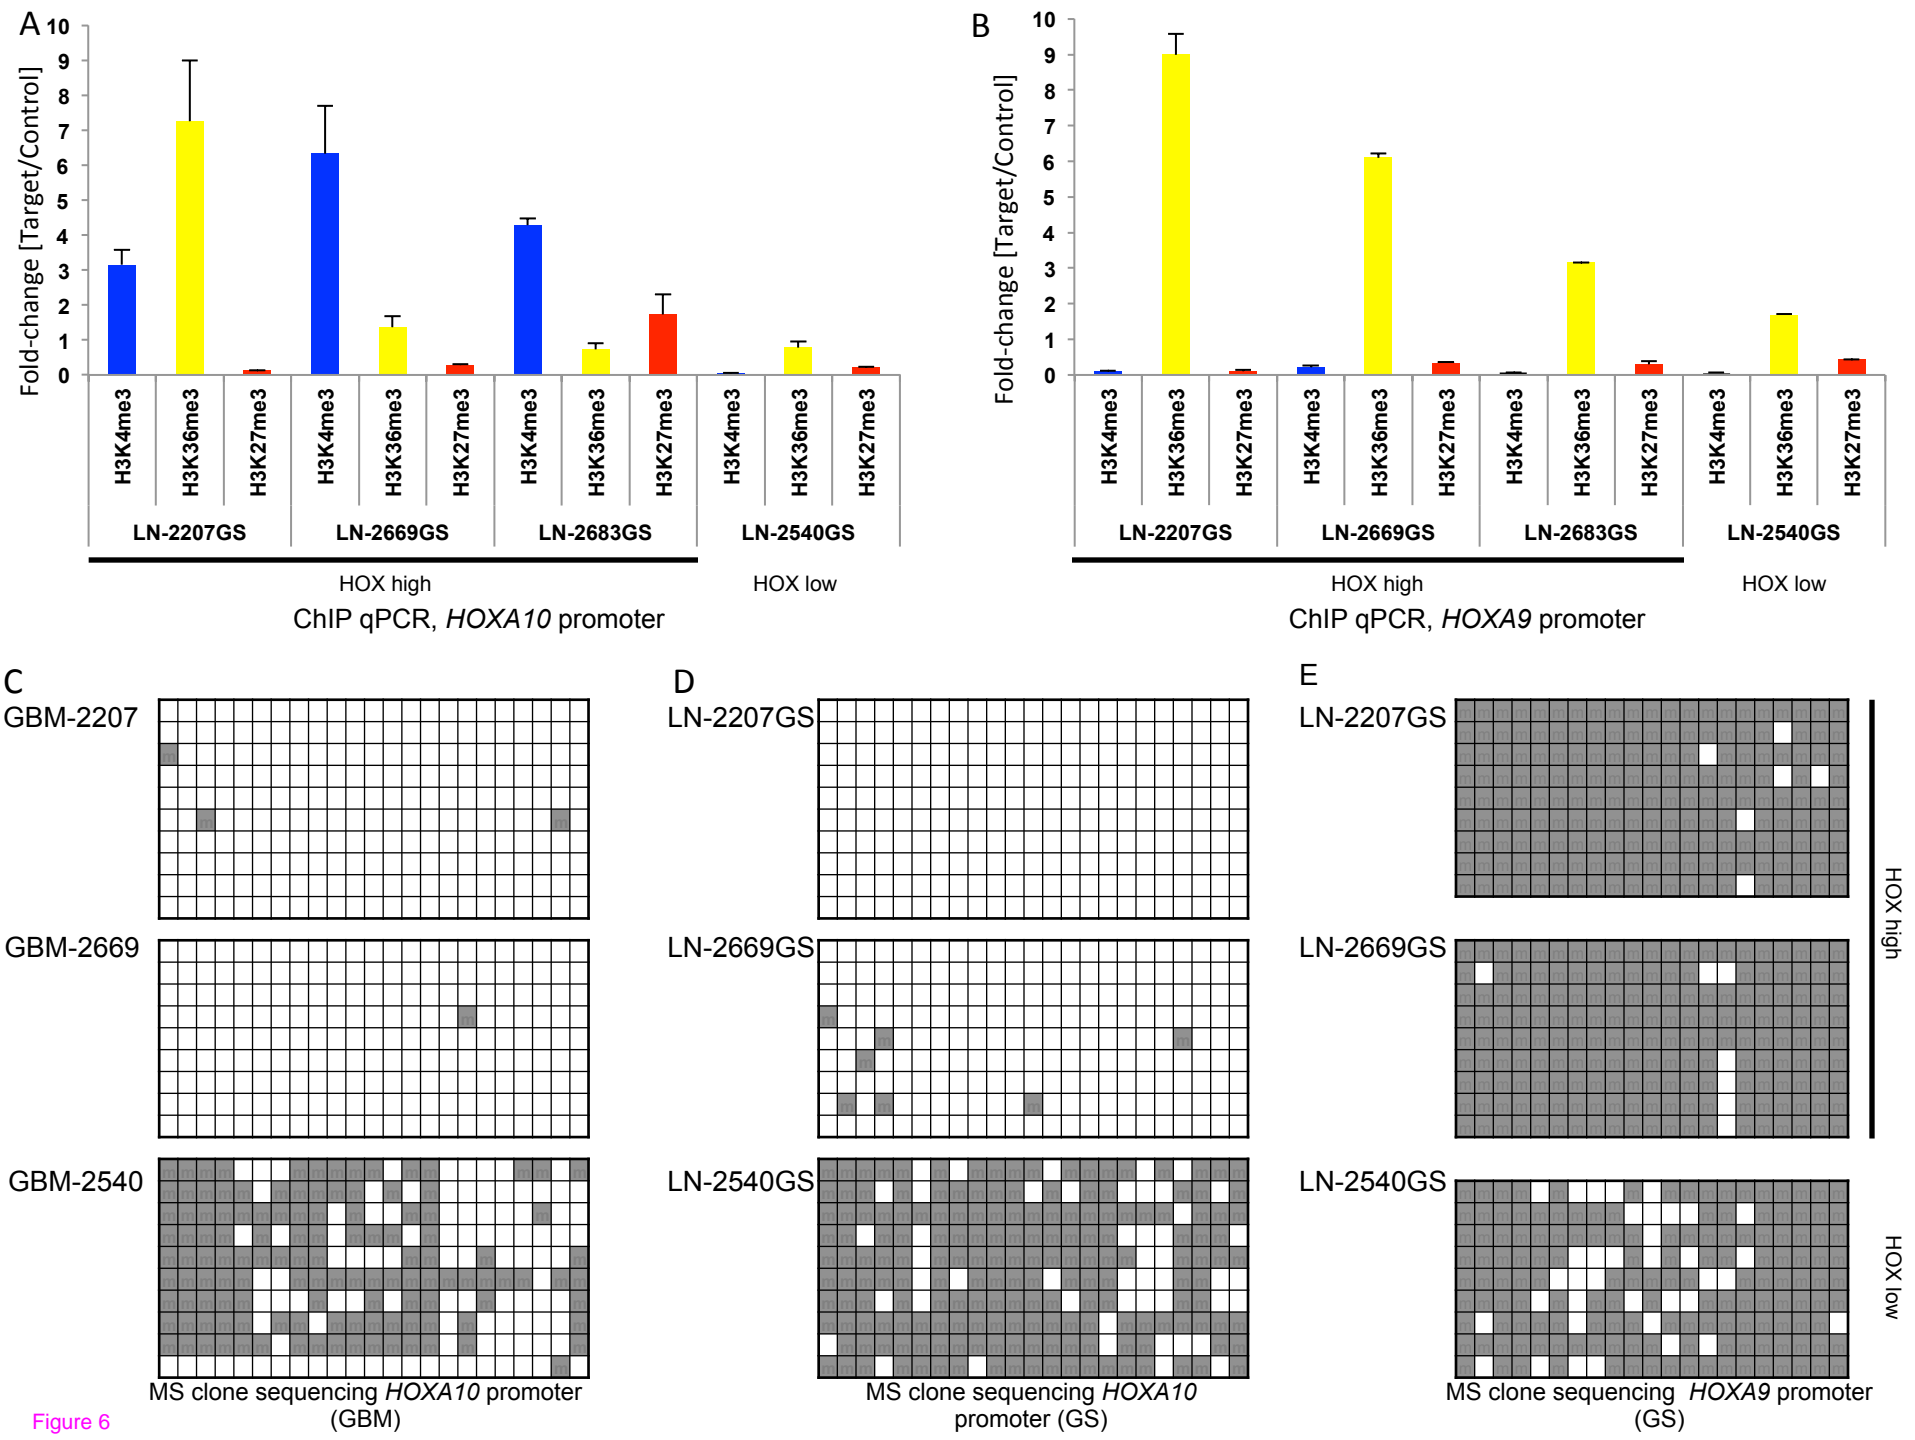 A
B
10
9
8
7
6
5
4
3
2
1
0
Fold-change [Target/Control]
H3K4me3
H3K36me3
H3K27me3
H3K4me3
H3K36me3
H3K27me3
H3K4me3
H3K36me3
H3K27me3
H3K4me3
H3K36me3
H3K27me3
LN-2207GS
LN-2669GS
LN-2683GS
LN-2540GS
HOX high
HOX low
ChIP qPCR, HOXA10 promoter
10
9
8
7
6
5
4
3
2
1
0
Fold-change [Target/Control]
H3K4me3
H3K36me3
H3K27me3
H3K4me3
H3K36me3
H3K27me3
H3K4me3
H3K36me3
H3K27me3
H3K4me3
H3K36me3
H3K27me3
LN-2207GS
LN-2669GS
LN-2683GS
LN-2540GS
HOX high
HOX low
ChIP qPCR, HOXA9 promoter
C
GBM-2207
GBM-2669
GBM-2540
MS clone sequencing HOXA10 promoter
(GBM)
D
LN-2207GS
LN-2669GS
LN-2540GS
MS clone sequencing HOXA10
promoter (GS)
E
LN-2207GS
LN-2669GS
LN-2540GS
HOX high
HOX low
MS clone sequencing HOXA9 promoter
(GS)
Figure 6